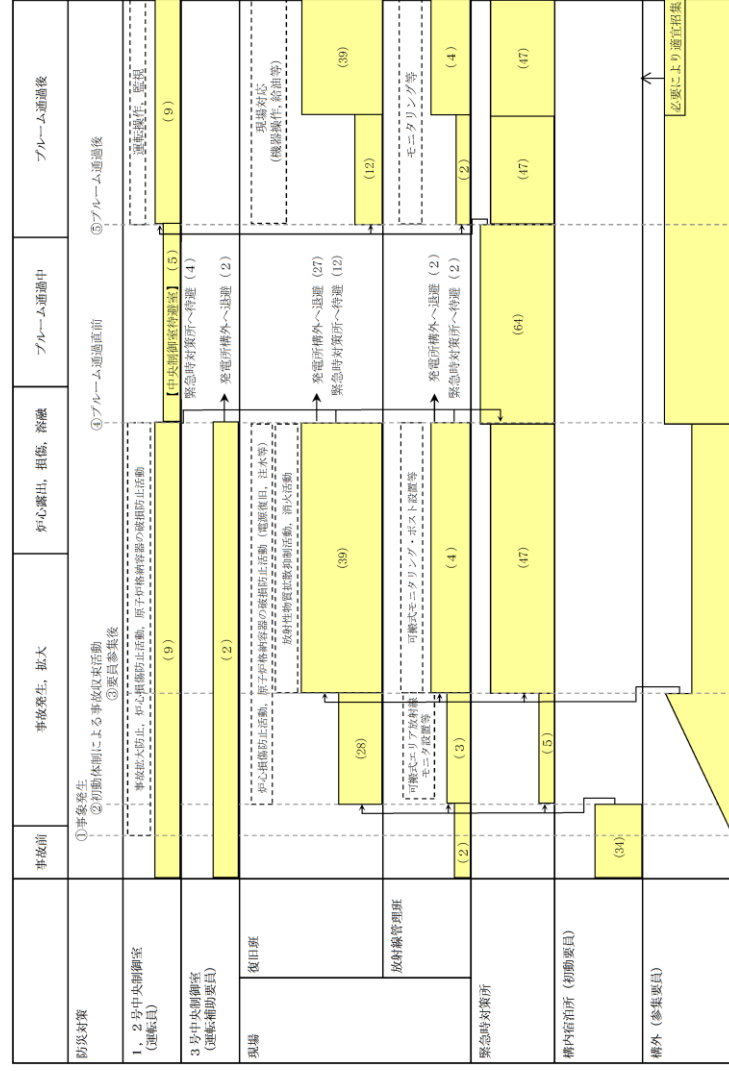 事故前
事故発生，拡大
炉心露出，損傷，溶融
プルーム通過中
プルーム通過後
防災対策
①事象発生
②初動体制による事故収束活動
③要員参集後
④プルーム通過直前
⑤プルーム通過後
1，2号中央制御室
（運転員）
事故拡大防止，炉心損傷防止活動，原子炉格納容器の破損防止活動
運転操作，監視
(9)
【中央制御室待避室】(5)
(9)
緊急時対策所へ待避 (4)
3号中央制御室
（運転補助要員）
(2)
発電所構外へ退避 (2)
現場
復旧班
炉心損傷防止活動，原子炉格納容器の破損防止活動（電源復旧，注水等）
放射性物質拡散抑制活動，消火活動
現場対応
（機器操作，給油等）
(28)
(39)
発電所構外へ退避 (27)
緊急時対策所へ待避 (12)
(12)
(39)
放射線管理班
可搬式エリア放射線
モニタ設置等
可搬式モニタリング・ポスト設置等
モニタリング等
(2)
(3)
(4)
発電所構外へ退避 (2)
緊急時対策所へ待避 (2)
(2)
(4)
緊急時対策所
(5)
(47)
(64)
(47)
(47)
構内宿泊所（初動要員）
(34)
構外（参集要員）
必要により適宜招集